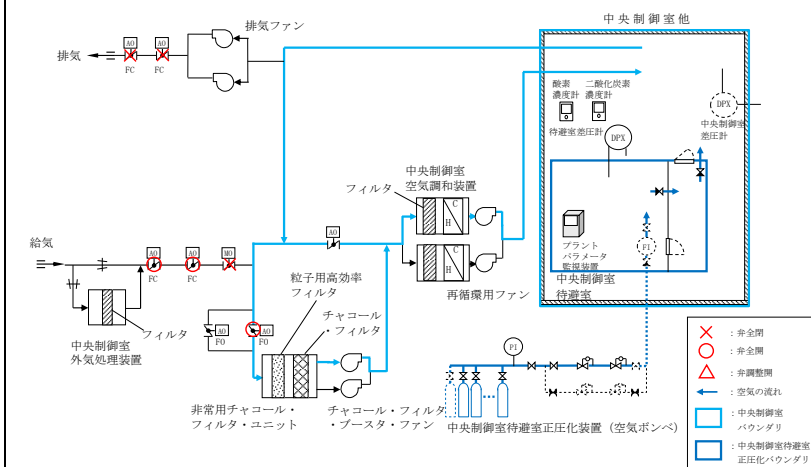 中央制御室他
排気ファン
排気
AO
AO
FC
FC
酸素
濃度計
二酸化炭素
濃度計
待避室差圧計
DPX
DPX
中央制御室
差圧計
中央制御室
空気調和装置
フィルタ
C
H
C
H
再循環用ファン
AO
給気
AO
AO
MO
FC
FC
フィルタ
中央制御室
外気処理装置
粒子用高効率
フィルタ
チャコール
・フィルタ
AO
FO
AO
FO
非常用チャコール・
フィルタ・ユニット
チャコール・フィルタ
・ブースタ・ファン
プラント
パラメータ
監視装置
FI
中央制御室
待避室
PI
中央制御室待避室正圧化装置（空気ボンベ）
：弁全閉
：弁全開
：弁調整開
：空気の流れ
：中央制御室
バウンダリ
：中央制御室待避室
正圧化バウンダリ